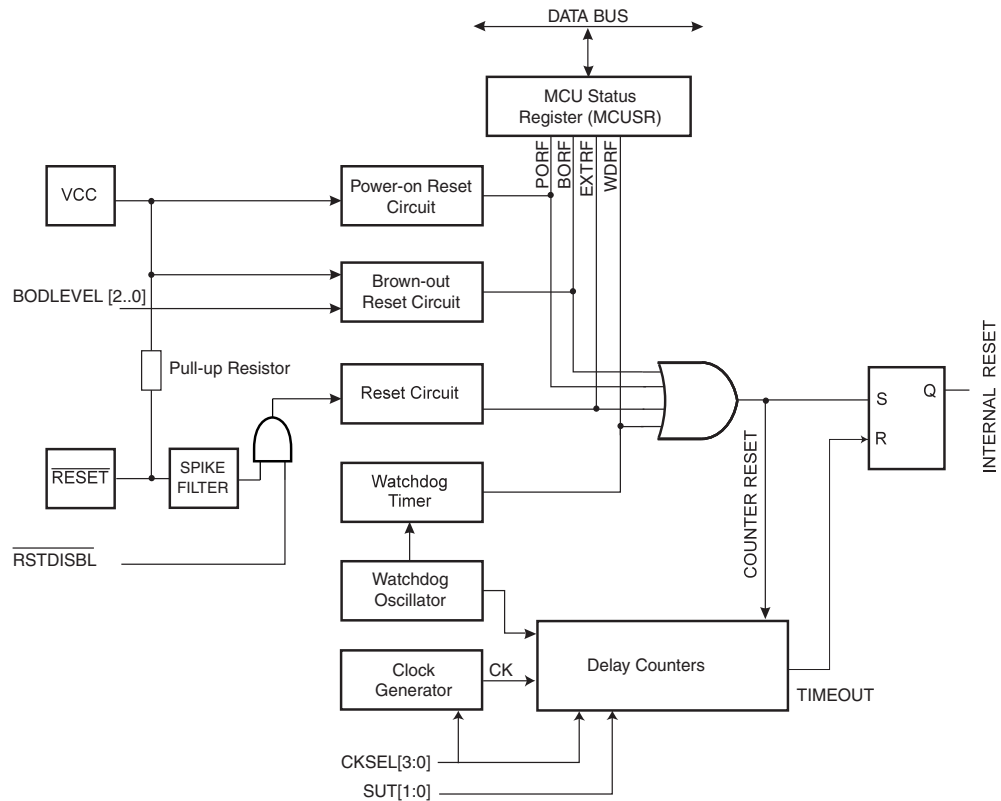 DATA BUS
MCU Status
Register (MCUSR)
PORF
BORF
EXTRF
WDRF
VCC
Power-on Reset
Circuit
Brown-out
Reset Circuit
BODLEVEL [2..0]
Pull-up Resistor
Reset Circuit
S
Q
R
INTERNAL RESET
RESET
SPIKE
FILTER
Watchdog
Timer
COUNTER RESET
RSTDISBL
Watchdog
Oscillator
Clock
Generator
CK
Delay Counters
TIMEOUT
CKSEL[3:0]
SUT[1:0]